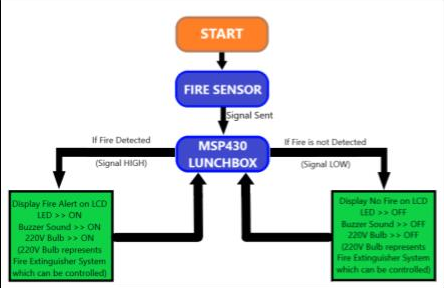 START
FIRE SENSOR
Signal Sent
If Fire Detected
(Signal HIGH)
MSP430
LUNCHBOX
If Fire is not Detected
(Signal LOW)
Display Fire Alert on LCD
LED >> ON
Buzzer Sound >> ON
220V Bulb >> ON
(220V Bulb represents
Fire Extinguisher System
which can be controlled)
Display No Fire on LCD
LED >> OFF
Buzzer Sound >> OFF
220V Bulb >> OFF
(220V Bulb represents
Fire Extinguisher System
which can be controlled)